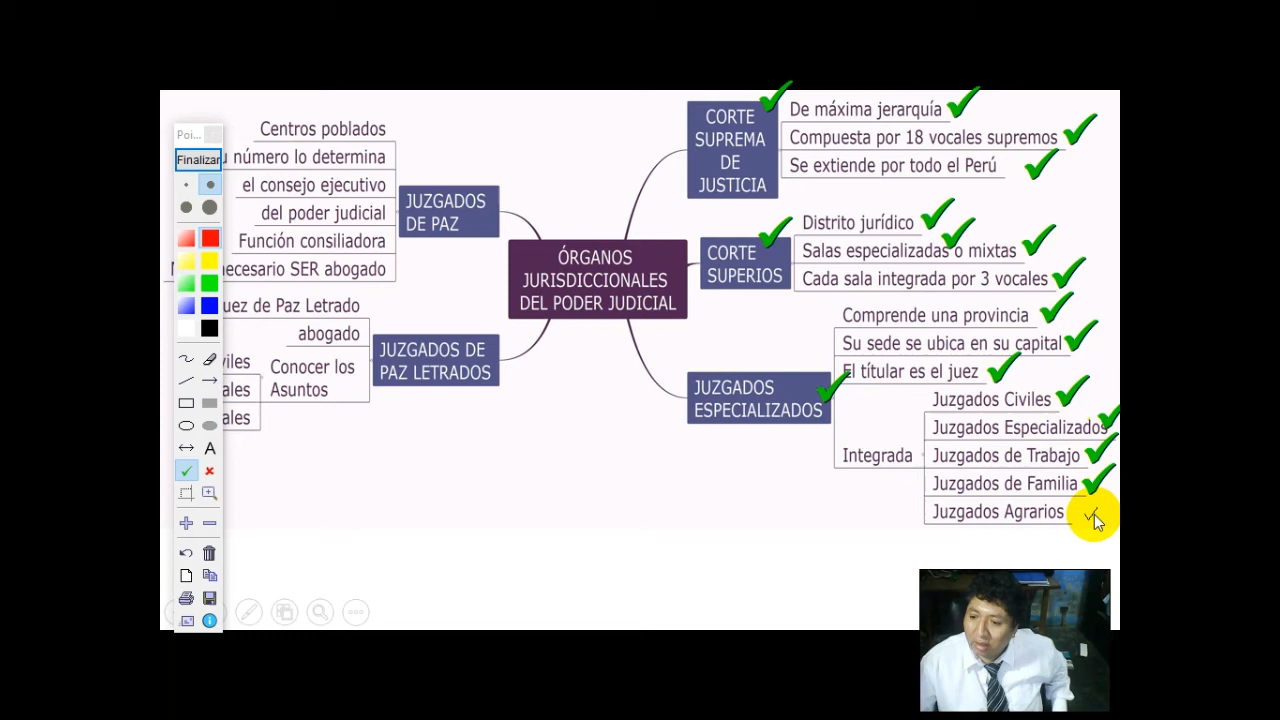 Poi...
Finalizar
Centros poblados
número lo determina
el consejo ejecutivo
del poder judicial
Función consiliadora
necesario SER abogado
JUZGADOS
DE PAZ
Juez de Paz Letrado
abogado
Conocer los
Asuntos
JUZGADOS DE
PAZ LETRADOS
ÓRGANOS
JURISDICCIONALES
DEL PODER JUDICIAL
CORTE
SUPREMA
DE
JUSTICIA
De máxima jerarquía
Compuesta por 18 vocales supremos
Se extiende por todo el Perú
CORTE
SUPERIOS
Distrito jurídico
Salas especializadas o mixtas
Cada sala integrada por 3 vocales
JUZGADOS
ESPECIALIZADOS
Comprende una provincia
Su sede se ubica en su capital
El títular es el juez
Integrada
Juzgados Civiles
Juzgados Especializados
Juzgados de Trabajo
Juzgados de Familia
Juzgados Agrarios
A